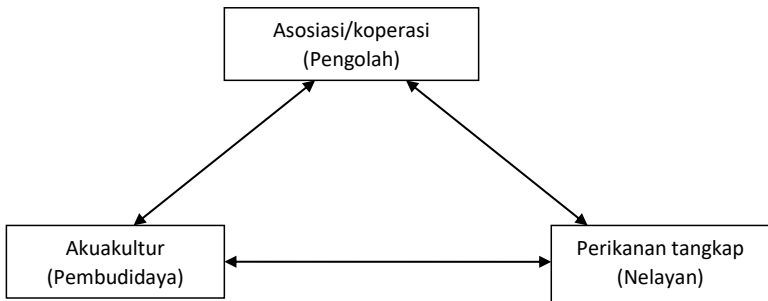 Asosiasi/koperasi
(Pengolah)
Akuakultur
(Pembudidaya)
Perikanan tangkap
(Nelayan)